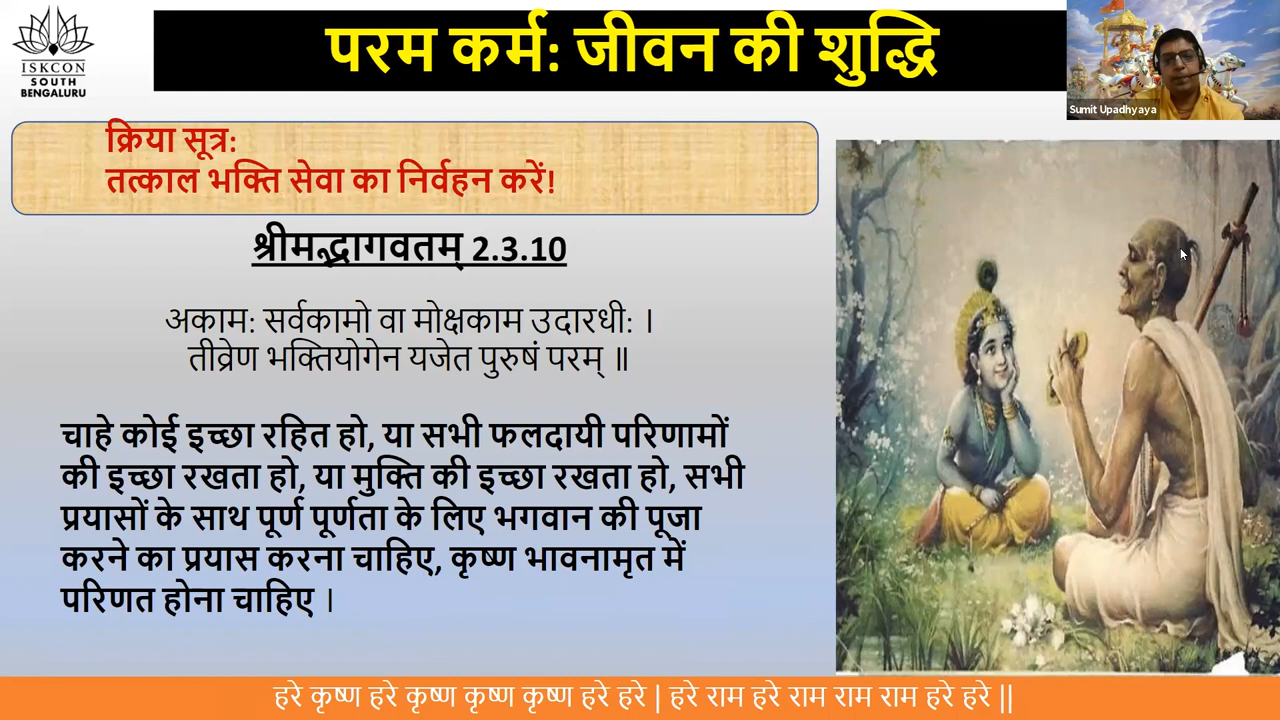 ISKCON
SOUTH
BENGALURU
परम कर्म: जीवन की शुद्धि
Sumit Upadhyaya
क्रिया सूत्र:
तत्काल भक्ति सेवा का निर्वहन करें!
श्रीमद्भागवतम् 2.3.10
अकाम: सर्वकामो वा मोक्षकाम उदारधी: ।
तीव्रेण भक्तियोगेन यजेत पुरुषं परम् ॥
चाहे कोई इच्छा रहित हो, या सभी फलदायी परिणामों
की इच्छा रखता हो, या मुक्ति की इच्छा रखता हो, सभी
प्रयासों के साथ पूर्ण पूर्णता के लिए भगवान की पूजा
करने का प्रयास करना चाहिए, कृष्ण भावनामृत में
परिणत होना चाहिए ।
हरे कृष्ण हरे कृष्ण कृष्ण कृष्ण हरे हरे | हरे राम हरे राम राम राम हरे हरे ||